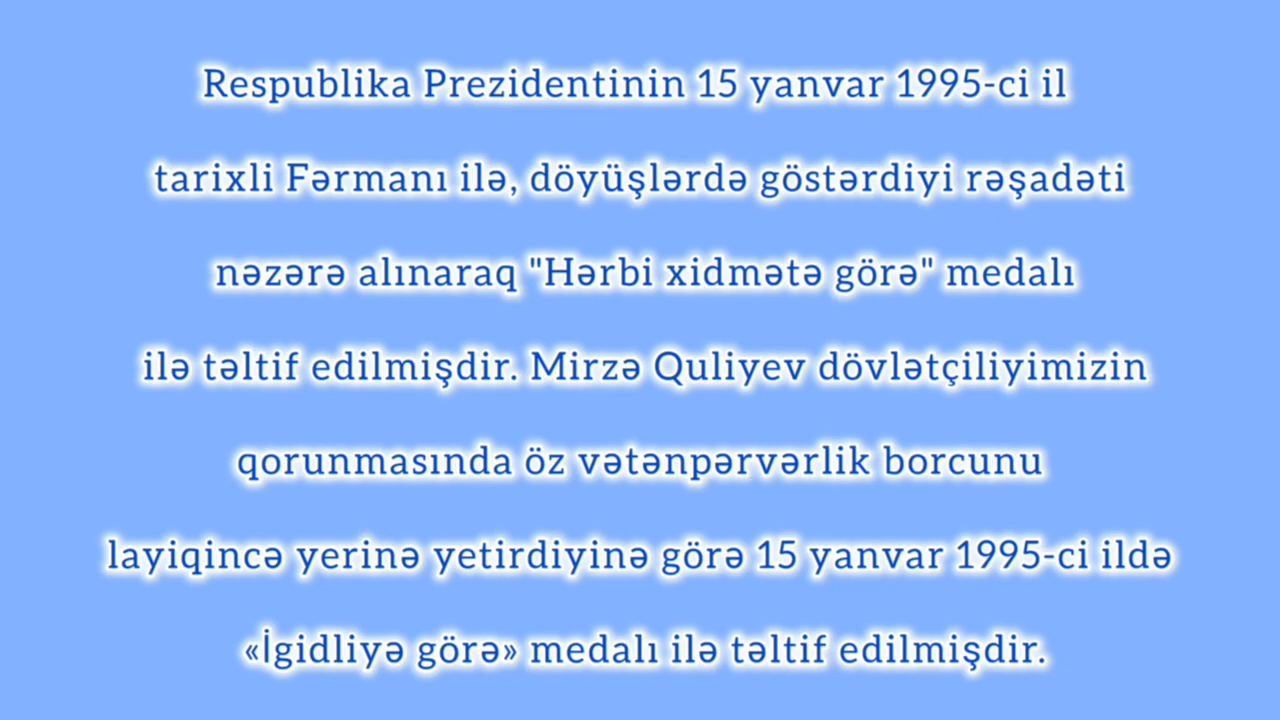 Respublika Prezidentinin 15 yanvar 1995-ci il
tarixli Fərmanı ilə, döyüşlərdə göstərdiyi rəşadəti
nəzərə alınaraq "Hərbi xidmətə görə" medalı
ilə təltif edilmişdir. Mirzə Quliyev dövlətçiliyimizin
qorunmasında öz vətənpərvərlik borcunu
layiqincə yerinə yetirdiyinə görə 15 yanvar 1995-ci ildə
«İgidliyə görə» medalı ilə təltif edilmişdir.